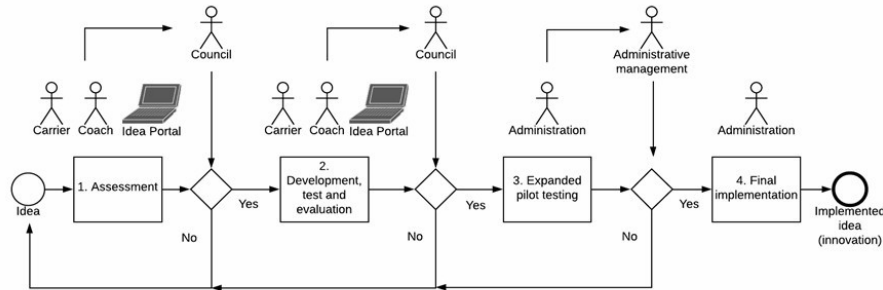 Council
Council
Administrative
management
Carrier
Coach
Idea Portal
Carrier
Coach
Idea Portal
Administration
Administration
Idea
1. Assessment
Yes
No
2.
Development,
test and
evaluation
Yes
No
3. Expanded
pilot testing
Yes
No
4. Final
implementation
Implemented
idea
(innovation)